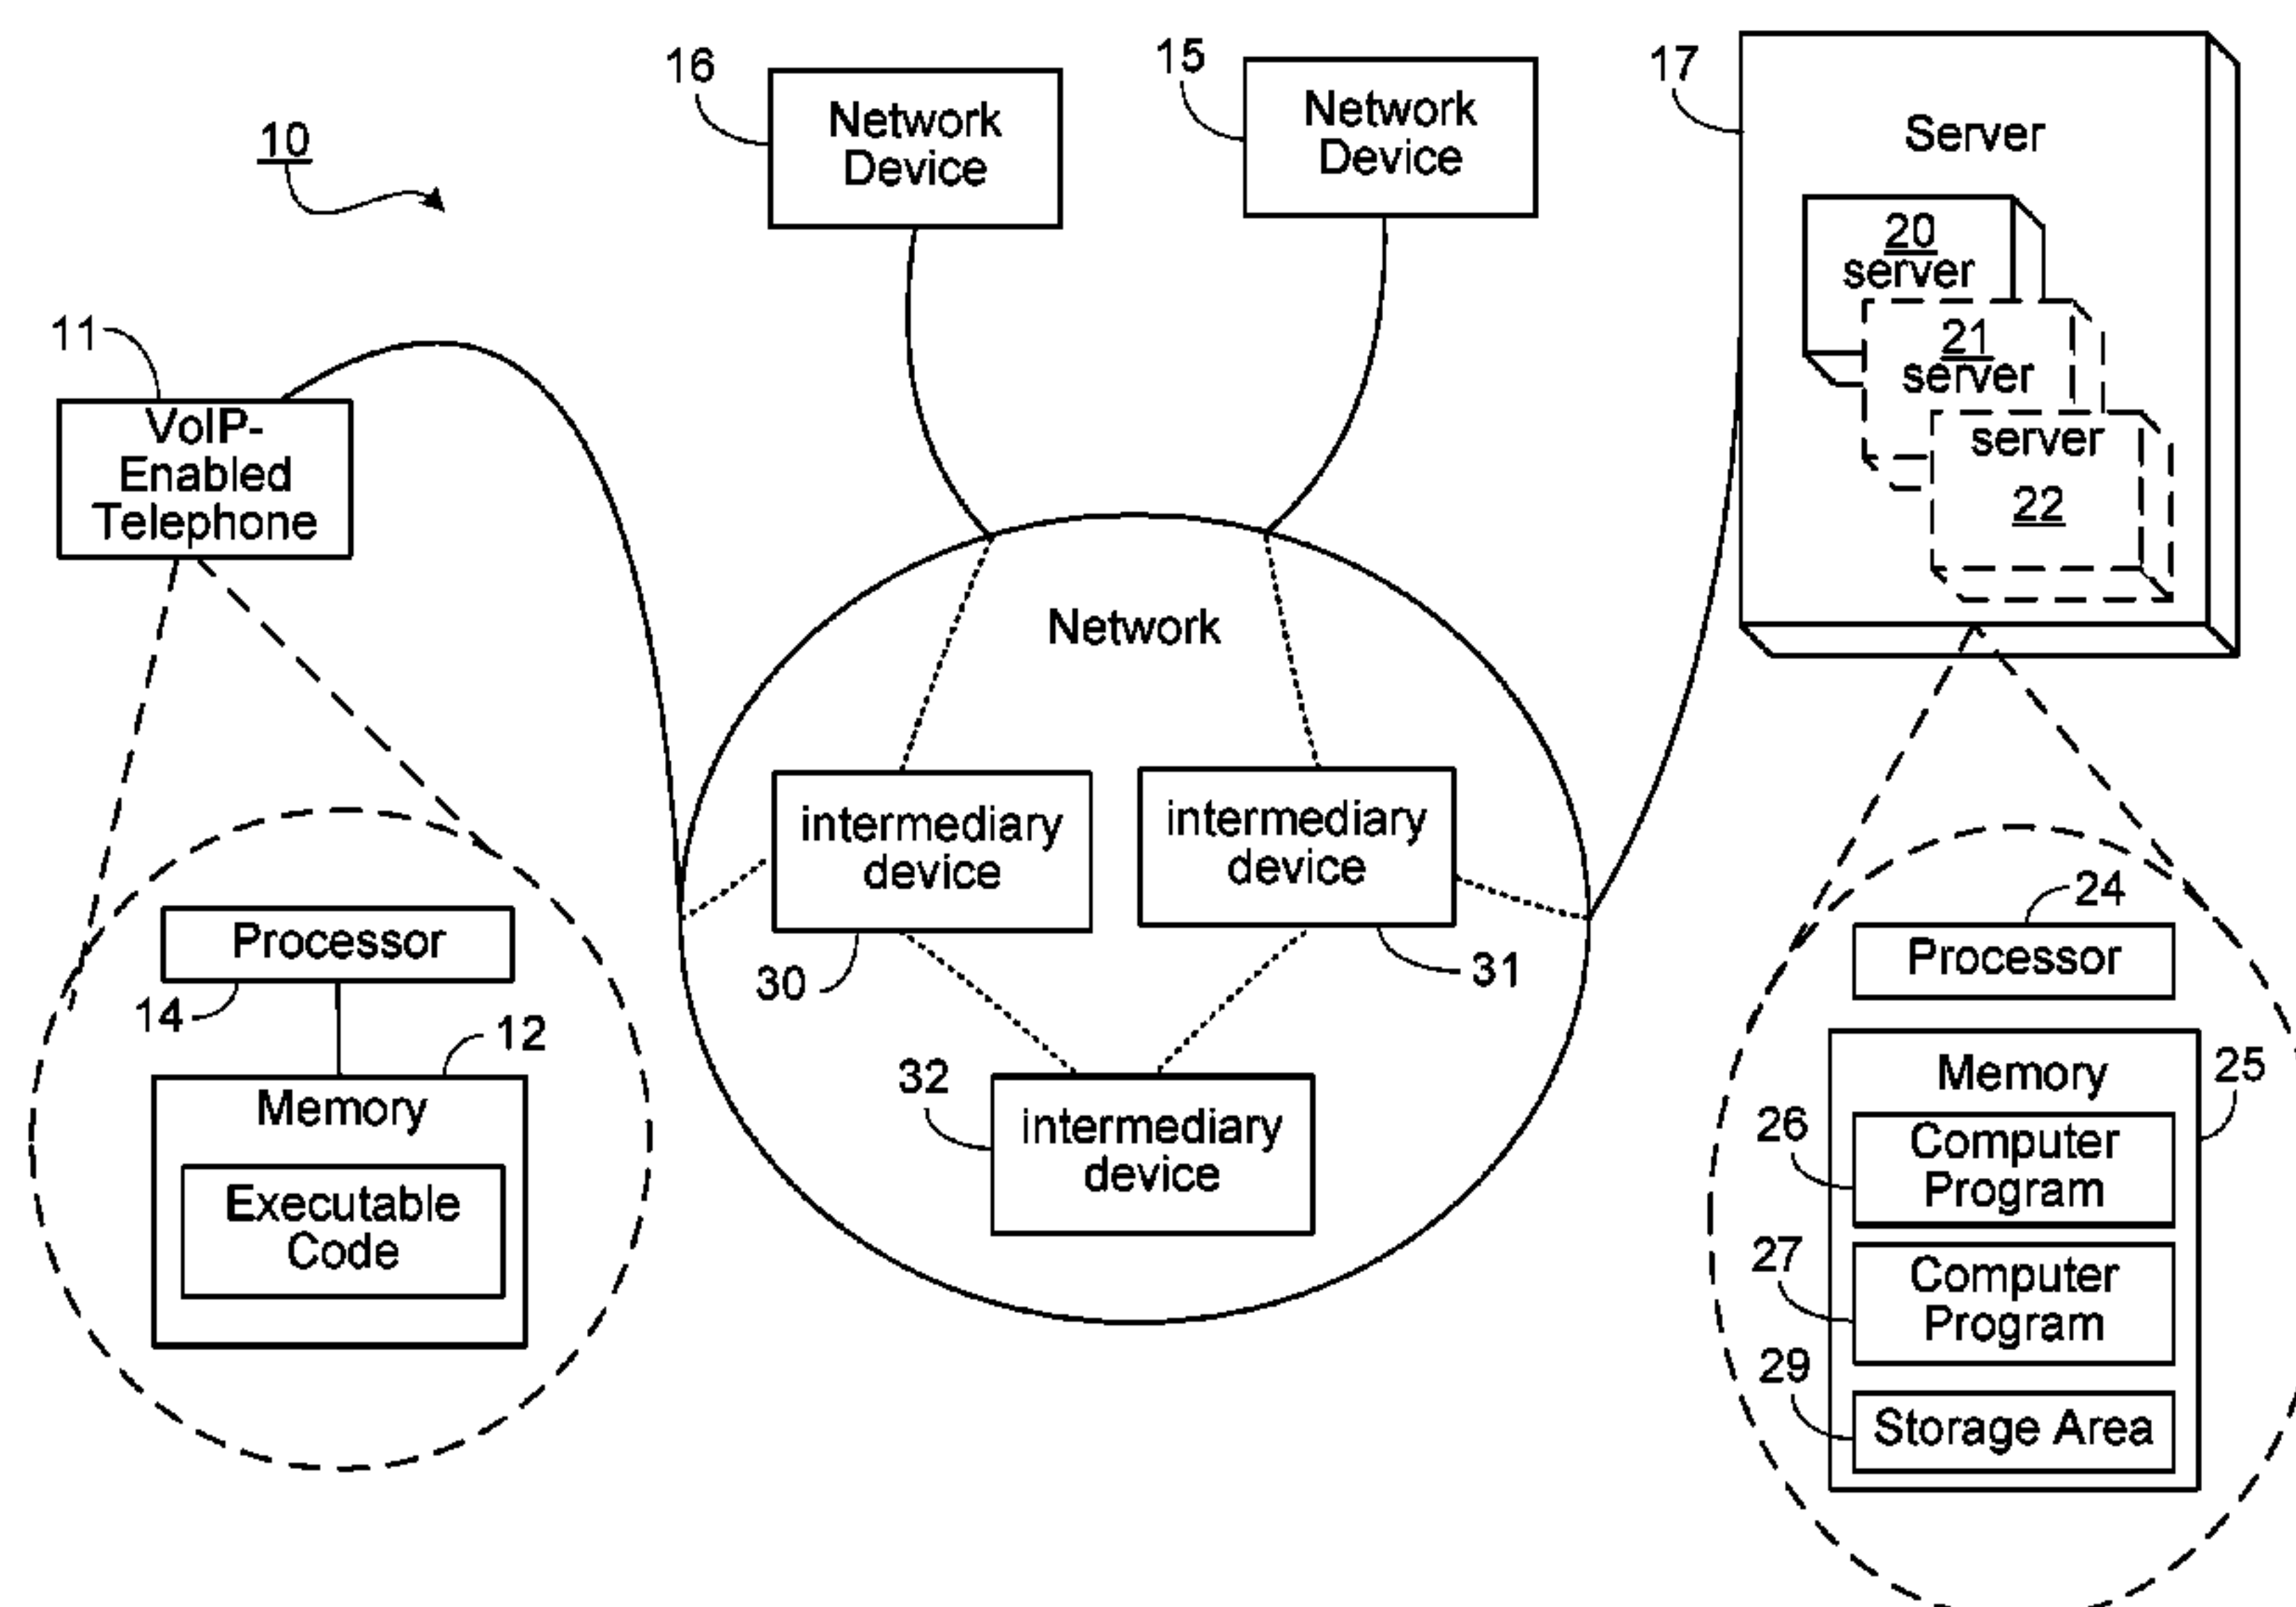 16
Network
Device
15
Network
Device
17
Server
10
20
server
21
server
server
22
11
VoIP-
Enabled
Telephone
Network
intermediary
device
30
intermediary
device
31
32
intermediary
device
Processor
14
12
Memory
Executable
Code
24
Processor
Memory
25
26
Computer
Program
27
Computer
Program
29
Storage Area